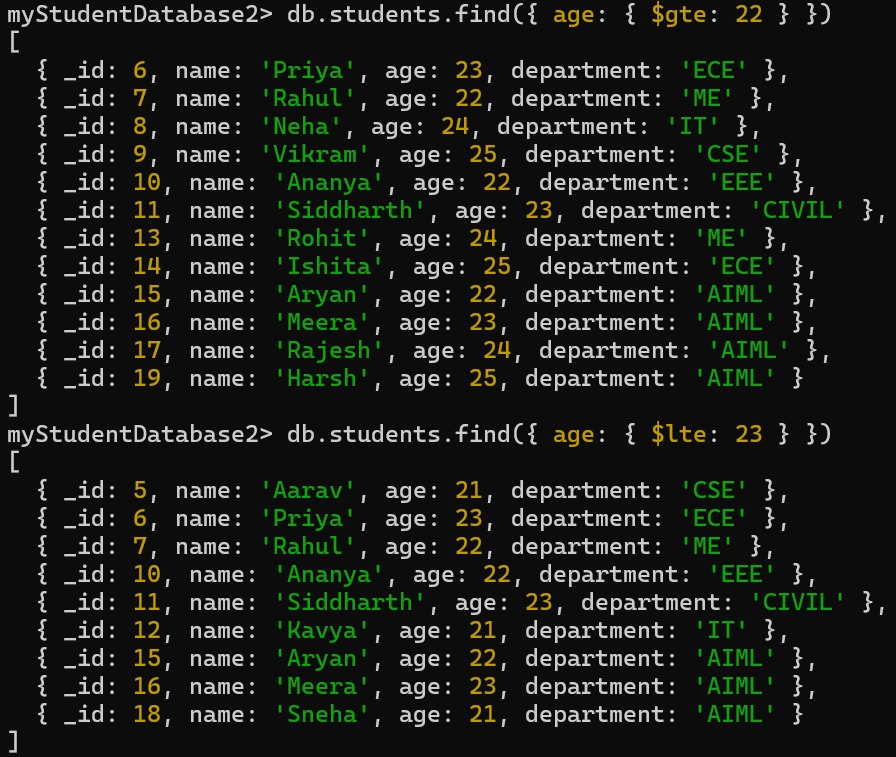 myStudentDatabase2> db.students.find({ age: { $gte: 22 } })
[
  { _id: 6, name: 'Priya', age: 23, department: 'ECE' },
  { _id: 7, name: 'Rahul', age: 22, department: 'ME' },
  { _id: 8, name: 'Neha', age: 24, department: 'IT' },
  { _id: 9, name: 'Vikram', age: 25, department: 'CSE' },
  { _id: 10, name: 'Ananya', age: 22, department: 'EEE' },
  { _id: 11, name: 'Siddharth', age: 23, department: 'CIVIL' },
  { _id: 13, name: 'Rohit', age: 24, department: 'ME' },
  { _id: 14, name: 'Ishita', age: 25, department: 'ECE' },
  { _id: 15, name: 'Aryan', age: 22, department: 'AIML' },
  { _id: 16, name: 'Meera', age: 23, department: 'AIML' },
  { _id: 17, name: 'Rajesh', age: 24, department: 'AIML' },
  { _id: 19, name: 'Harsh', age: 25, department: 'AIML' }
]
myStudentDatabase2> db.students.find({ age: { $lte: 23 } })
[
  { _id: 5, name: 'Aarav', age: 21, department: 'CSE' },
  { _id: 6, name: 'Priya', age: 23, department: 'ECE' },
  { _id: 7, name: 'Rahul', age: 22, department: 'ME' },
  { _id: 10, name: 'Ananya', age: 22, department: 'EEE' },
  { _id: 11, name: 'Siddharth', age: 23, department: 'CIVIL' },
  { _id: 12, name: 'Kavya', age: 21, department: 'IT' },
  { _id: 15, name: 'Aryan', age: 22, department: 'AIML' },
  { _id: 16, name: 'Meera', age: 23, department: 'AIML' },
  { _id: 18, name: 'Sneha', age: 21, department: 'AIML' }
]